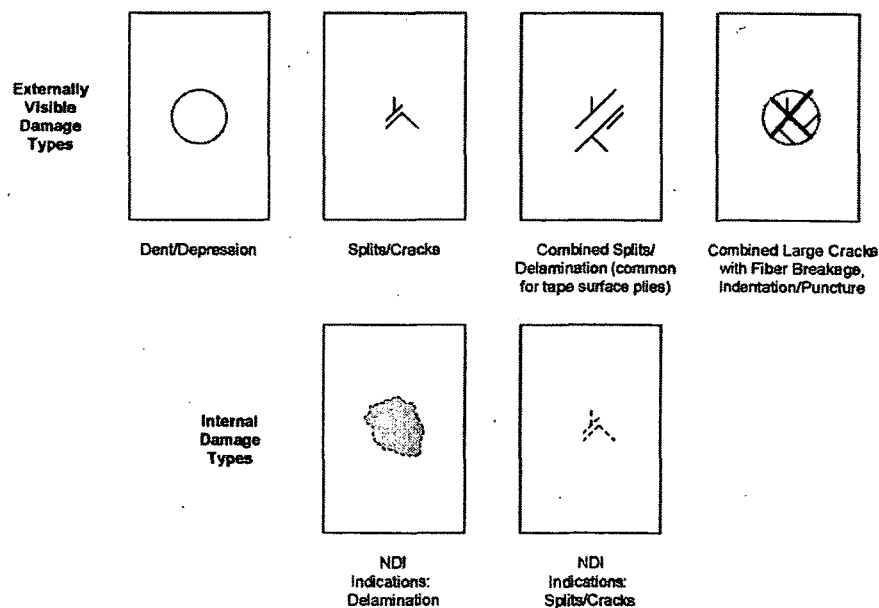 Externally
Visible
Damage
Types
Dent/Depression
Splits/Cracks
Combined Splits/
Delamination (common
for tape surface plies)
Combined Large Cracks
with Fiber Breakage,
Indentation/Puncture
Internal
Damage
Types
NDI
Indications:
Delamination
NDI
Indications:
Splits/Cracks